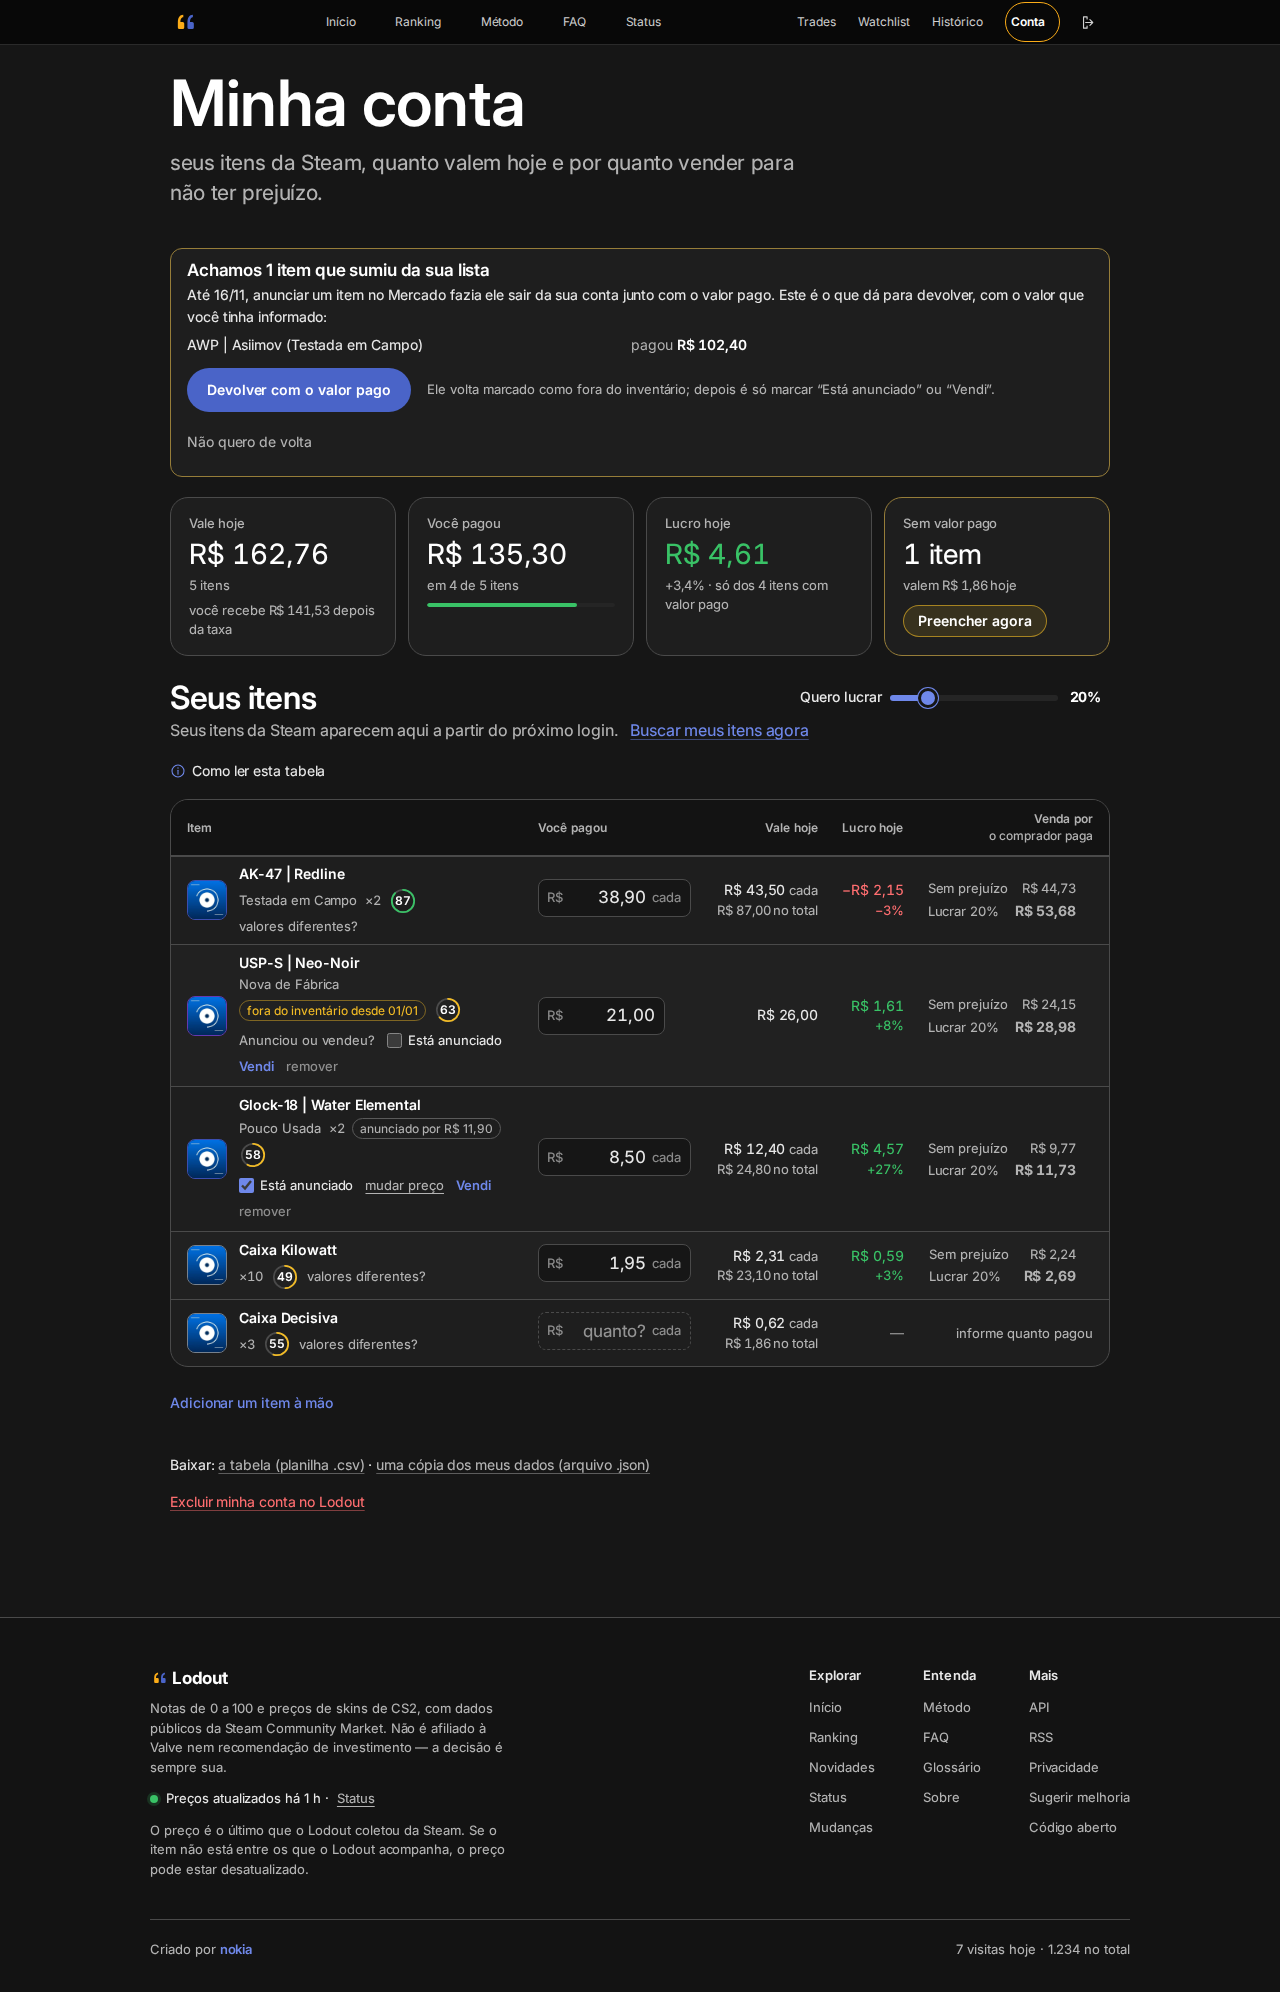 Início Ranking Método FAQ Status Trades Watchlist Histórico Conta
Minha conta
seus itens da Steam, quanto valem hoje e por quanto vender para
não ter prejuízo.
Achamos 1 item que sumiu da sua lista
Até 16/11, anunciar um item no Mercado fazia ele sair da sua conta junto com o valor pago. Este é o que dá para devolver, com o valor que
você tinha informado:
AWP | Asiimov (Testada em Campo) pagou R$ 102,40
Devolver com o valor pago Ele volta marcado como fora do inventário; depois é só marcar “Está anunciado” ou “Vendi”.
Não quero de volta
Vale hoje
R$ 162,76
5 itens
você recebe R$ 141,53 depois
da taxa
Você pagou
R$ 135,30
em 4 de 5 itens
Lucro hoje
R$ 4,61
+3,4% · só dos 4 itens com
valor pago
Sem valor pago
1 item
valem R$ 1,86 hoje
Preencher agora
Seus itens
Quero lucrar 20%
Seus itens da Steam aparecem aqui a partir do próximo login. Buscar meus itens agora
Como ler esta tabela
Item Você pagou Vale hoje Lucro hoje Venda por
o comprador paga
AK-47 | Redline
Testada em Campo ×2 87
valores diferentes?
R$ 38,90 cada
R$ 43,50 cada
R$ 87,00 no total
−R$ 2,15
−3%
Sem prejuízo R$ 44,73
Lucrar 20% R$ 53,68
USP-S | Neo-Noir
Nova de Fábrica
fora do inventário desde 01/01 63
Anunciou ou vendeu? Está anunciado
Vendi remover
R$ 21,00
R$ 26,00
R$ 1,61
+8%
Sem prejuízo R$ 24,15
Lucrar 20% R$ 28,98
Glock-18 | Water Elemental
Pouco Usada ×2 anunciado por R$ 11,90
58
Está anunciado mudar preço Vendi
remover
R$ 8,50 cada
R$ 12,40 cada
R$ 24,80 no total
R$ 4,57
+27%
Sem prejuízo R$ 9,77
Lucrar 20% R$ 11,73
Caixa Kilowatt
×10 49 valores diferentes?
R$ 1,95 cada
R$ 2,31 cada
R$ 23,10 no total
R$ 0,59
+3%
Sem prejuízo R$ 2,24
Lucrar 20% R$ 2,69
Caixa Decisiva
×3 55 valores diferentes?
R$ quanto? cada
R$ 0,62 cada
R$ 1,86 no total
—
informe quanto pagou
Adicionar um item à mão
Baixar: a tabela (planilha .csv) · uma cópia dos meus dados (arquivo .json)
Excluir minha conta no Lodout
Lodout
Notas de 0 a 100 e preços de skins de CS2, com dados
públicos da Steam Community Market. Não é afiliado à
Valve nem recomendação de investimento — a decisão é
sempre sua.
Preços atualizados há 1 h · Status
O preço é o último que o Lodout coletou da Steam. Se o
item não está entre os que o Lodout acompanha, o preço
pode estar desatualizado.
Explorar
Início
Ranking
Novidades
Status
Mudanças
Entenda
Método
FAQ
Glossário
Sobre
Mais
API
RSS
Privacidade
Sugerir melhoria
Código aberto
Criado por nokia
7 visitas hoje · 1.234 no total